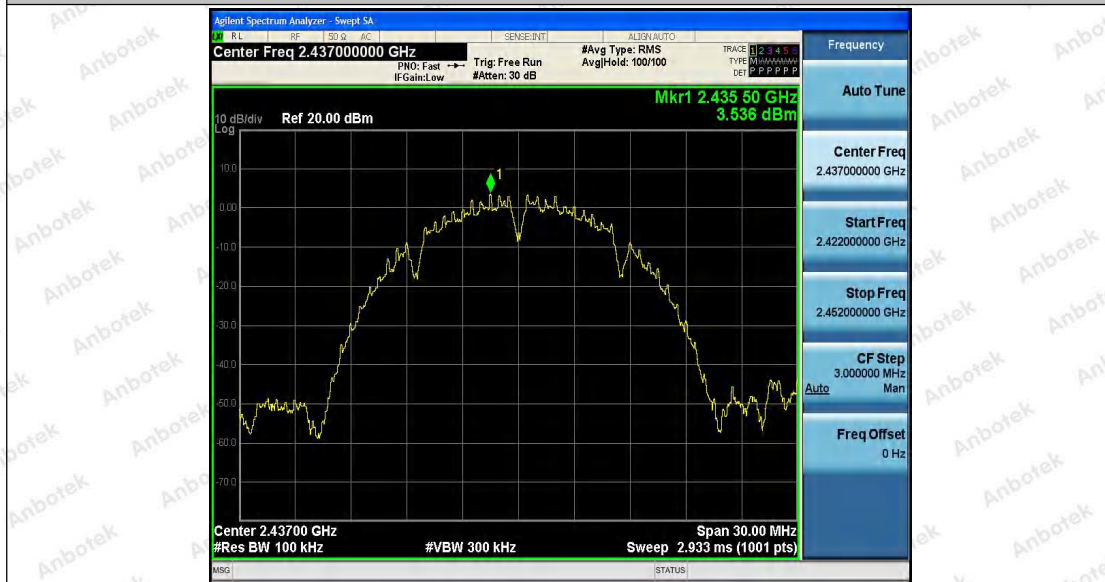 Agilent Spectrum Analyzer - Swept SA
RL RF 50 Ω AC SENSE:INT ALIGN AUTO
Center Freq 2.437000000 GHz
PNO: Fast
IFGain:Low
Trig: Free Run
#Atten: 30 dB
#Avg Type: RMS
Avg|Hold: 100/100
TRACE 1 2 3 4 5 6
TYPE M
DET P P P P P P
Mkr1 2.435 50 GHz
3.536 dBm
10 dB/div Ref 20.00 dBm
Log
10.0
0.00
-10.0
-20.0
-30.0
-40.0
-50.0
-60.0
-70.0
1
Center 2.43700 GHz Span 30.00 MHz
#Res BW 100 kHz #VBW 300 kHz Sweep 2.933 ms (1001 pts)
MSG STATUS
Frequency
Auto Tune
Center Freq
2.437000000 GHz
Start Freq
2.422000000 GHz
Stop Freq
2.452000000 GHz
CF Step
3.000000 MHz
Auto Man
Freq Offset
0 Hz
Anbotek